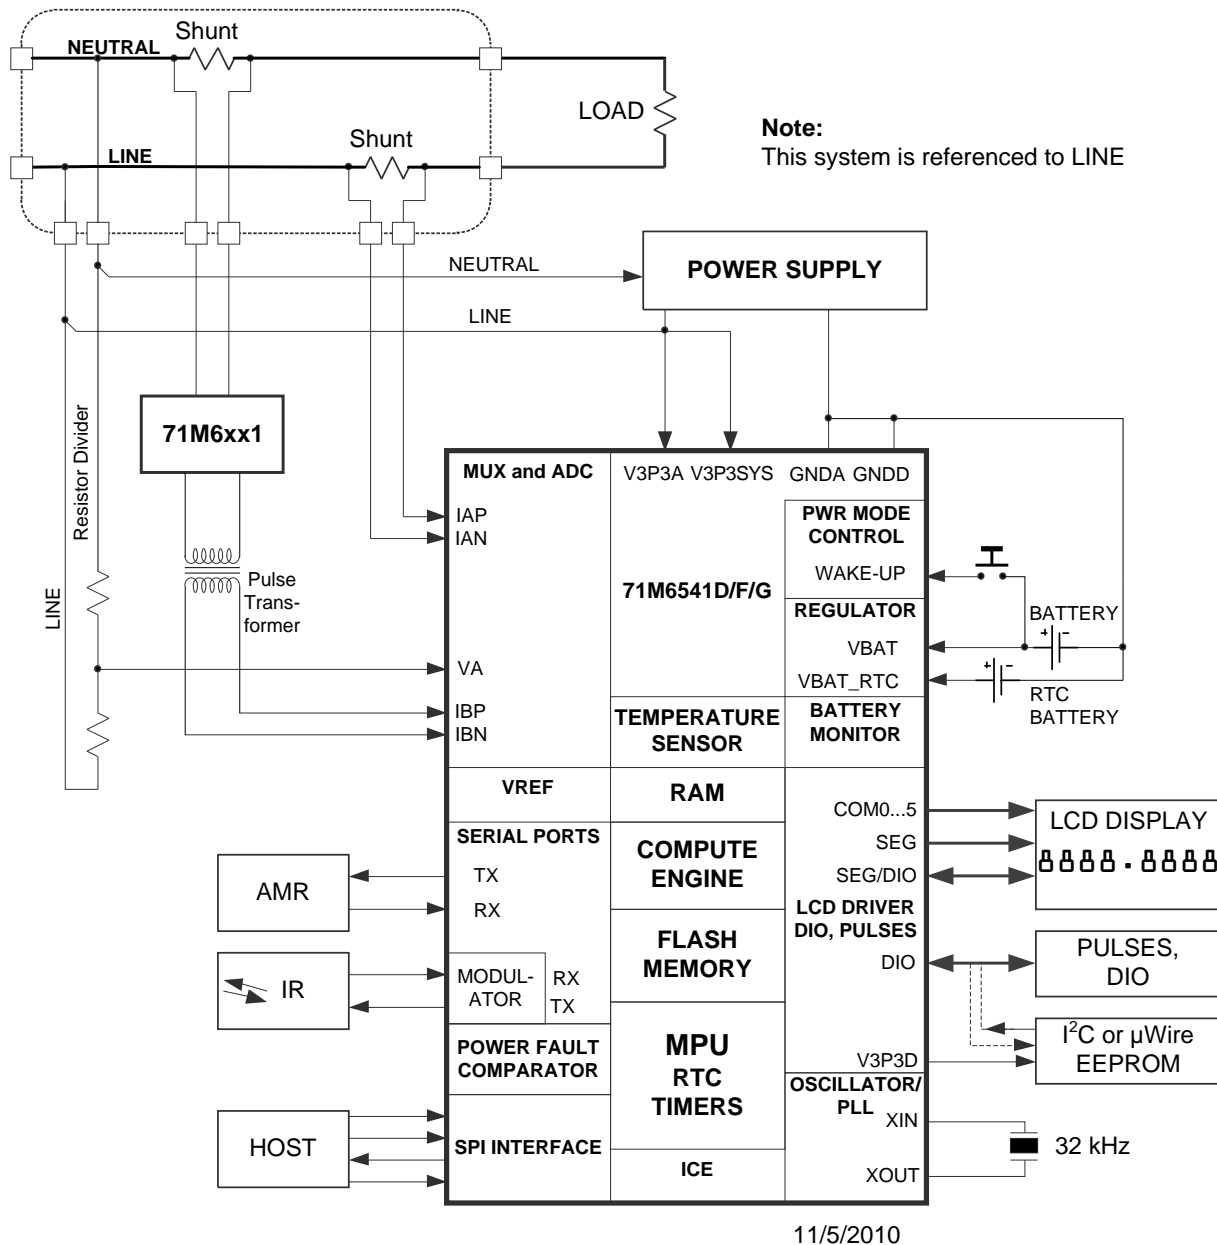 Shunt
NEUTRAL
LOAD
Note:
This system is referenced to LINE
Shunt
LINE
NEUTRAL
POWER SUPPLY
LINE
71M6xx1
Resistor Divider
LINE
Pulse
Trans-
former
MUX and ADC
V3P3A V3P3SYS GNDA GNDD
IAP
IAN
PWR MODE
CONTROL
WAKE-UP
71M6541D/F/G
REGULATOR
BATTERY
VBAT
VA
VBAT_RTC
RTC
BATTERY
IBP
IBN
TEMPERATURE
SENSOR
BATTERY
MONITOR
VREF
RAM
COM0...5
LCD DISPLAY
SERIAL PORTS
SEG
COMPUTE
ENGINE
SEG/DIO
8888.8888
AMR
TX
RX
LCD DRIVER
DIO, PULSES
FLASH
MEMORY
DIO
PULSES,
DIO
IR
MODUL-
ATOR
RX
TX
I²C or µWire
EEPROM
POWER FAULT
COMPARATOR
MPU
RTC
TIMERS
V3P3D
OSCILLATOR/
PLL
XIN
HOST
SPI INTERFACE
32 kHz
ICE
XOUT
11/5/2010